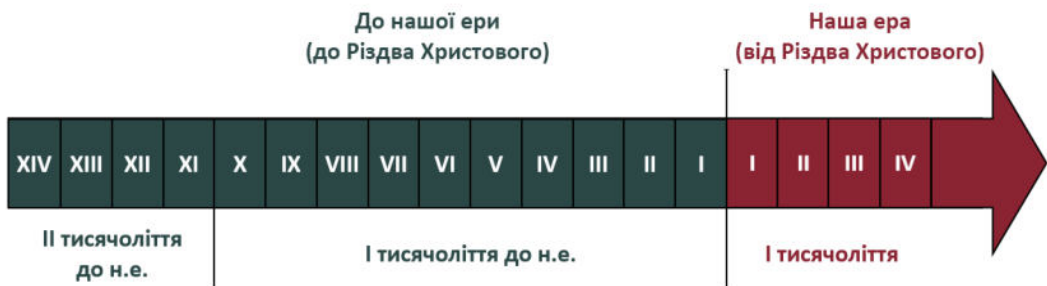 До нашої ери
(до Різдва Христового)
Наша ера
(від Різдва Христового)
XIV XIII XII XI X IX VIII VII VI V IV III II I I II III IV
II тисячоліття
до н.е.
I тисячоліття до н.е.
I тисячоліття